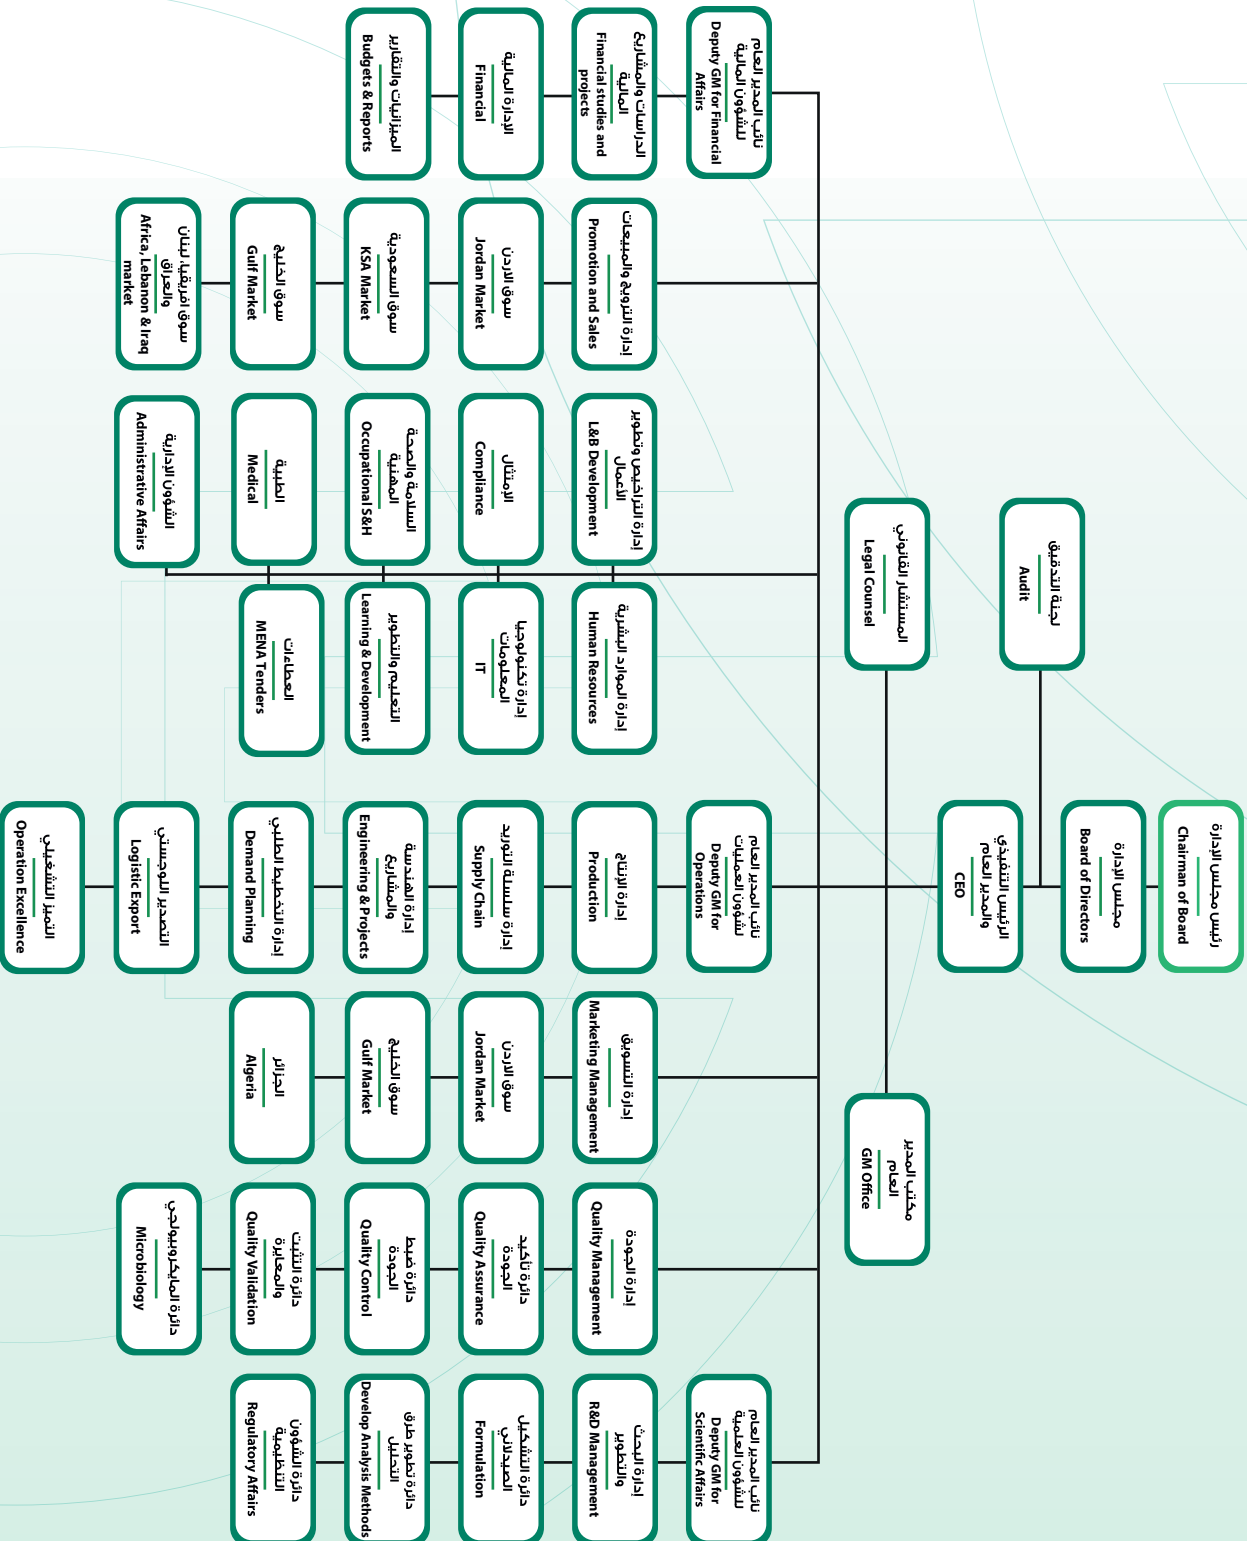 رئيس مجلس الإدارة
Chairman of Board
مجلس الإدارة
Board of Directors
لجنة التدقيق
Audit
الرئيس التنفيذي
والمدير العام
CEO
المستشار القانوني
Legal Counsel
مكتب المدير
العام
GM Office
نائب المدير العام
للشؤون المالية
Deputy GM for Financial
Affairs
الدراسات والمشاريع
المالية
Financial studies and
projects
الإدارة المالية
Financial
الميزانيات والتقارير
Budgets & Reports
إدارة الترويج والمبيعات
Promotion and Sales
سوق الاردن
Jordan Market
سوق السعودية
KSA Market
سوق الخليج
Gulf Market
سوق افريقيا، لبنان
والعراق
Africa, Lebanon & Iraq
market
إدارة التراخيص وتطوير
الأعمال
L&B Development
الإمتثال
Compliance
السلامة والصحة
المهنية
Occupational S&H
الطبية
Medical
الشؤون الإدارية
Administrative Affairs
إدارة الموارد البشرية
Human Resources
إدارة تكنولوجيا
المعلومات
IT
التعليم والتطوير
Learning & Development
العطاءات
MENA Tenders
نائب المدير العام
لشؤون العمليات
Deputy GM for
Operations
إدارة الإنتاج
Production
إدارة سلسلة التوريد
Supply Chain
إدارة الهندسة
والمشاريع
Engineering & Projects
إدارة التخطيط الطلبي
Demand Planning
التصدير اللوجستي
Logistic Export
التميز التشغيلي
Operation Excellence
إدارة التسويق
Marketing Management
سوق الاردن
Jordan Market
سوق الخليج
Gulf Market
الجزائر
Algeria
إدارة الجودة
Quality Management
دائرة تأكيد
الجودة
Quality Assurance
دائرة ضبط
الجودة
Quality Control
دائرة التثبت
والمعايرة
Quality Validation
دائرة المايكروبيولجي
Microbiology
نائب المدير العام
للشؤون العلمية
Deputy GM for
Scientific Affairs
إدارة البحث
والتطوير
R&D Management
دائرة التشكيل
الصيدلاني
Formulation
دائرة تطوير طرق
التحليل
Develop Analysis Methods
دائرة الشؤون
التنظيمية
Regulatory Affairs